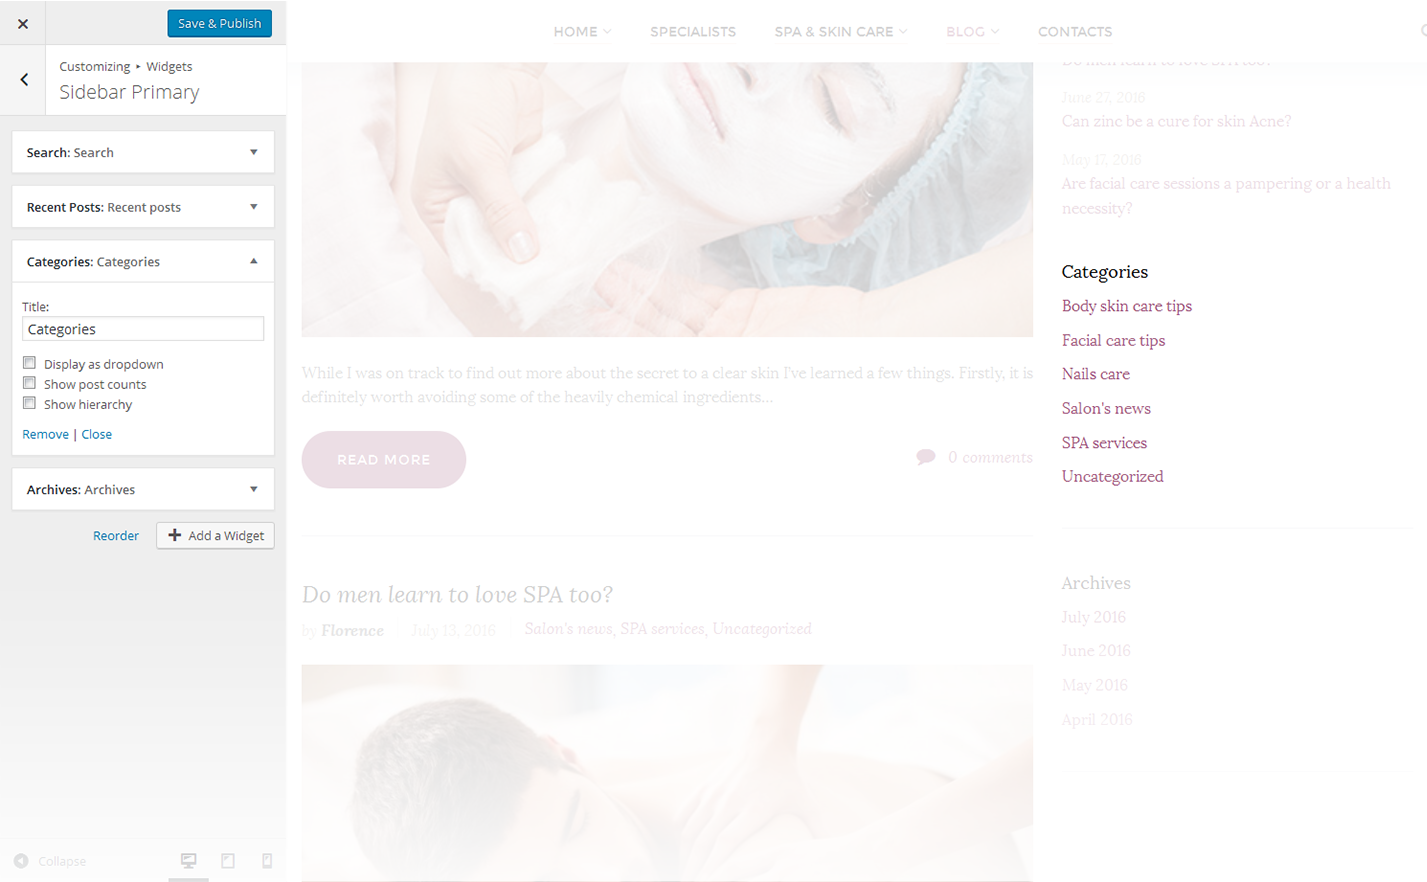 Save & Publish
Customizing ▸ Widgets
Sidebar Primary
Search: Search
Recent Posts: Recent posts
Categories: Categories
Title:
Categories
Display as dropdown
Show post counts
Show hierarchy
Remove | Close
Archives: Archives
Reorder
Add a Widget
Collapse
HOME
SPECIALISTS
SPA & SKIN CARE
BLOG
CONTACTS
While I was on track to find out more about the secret to a clear skin I've learned a few things. Firstly, it is
definitely worth avoiding some of the heavily chemical ingredients...
READ MORE
0 comments
Do men learn to love SPA too?
by Florence
July 13, 2016
Salon's news, SPA services, Uncategorized
Do men learn to love SPA too?
June 27, 2016
Can zinc be a cure for skin Acne?
May 17, 2016
Are facial care sessions a pampering or a health
necessity?
Categories
Body skin care tips
Facial care tips
Nails care
Salon's news
SPA services
Uncategorized
Archives
July 2016
June 2016
May 2016
April 2016